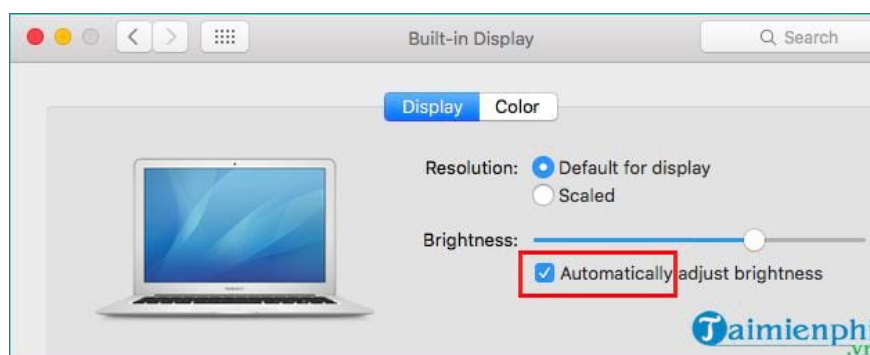 Built-in Display
Search
Display Color
Resolution: Default for display
Scaled
Brightness:
Automatically adjust brightness
Taimienphi
.vn